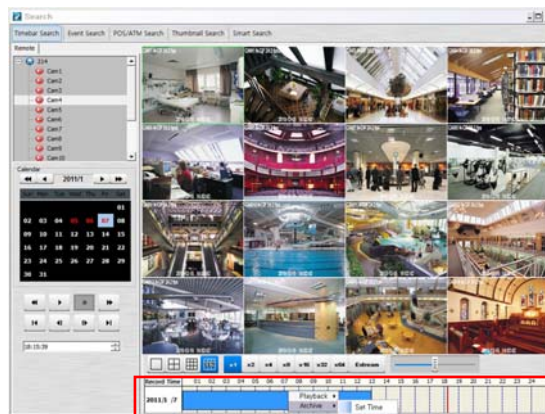 Search
Timebar Search Event Search POS/ATM Search Thumbnail Search Smart Search
Remote
314
Cam1
Cam2
Cam3
Cam4
Cam5
Cam6
Cam7
Cam8
Cam9
Cam10
Calendar
2011/1
Sun Mon Tue Wed Thu Fri Sat
01
02 03 04 05 06 07 08
09 10 11 12 13 14 15
16 17 18 19 20 21 22
23 24 25 26 27 28 29
30 31
x1 x2 x4 x8 x16 x32 x64 Extream
Record Time 01 02 03 04 05 06 07 08 09 10 11 12 13 14 15 16 17 18 19 20 21 22 23 24
2011/1 /7
Playback
Archive
Set Time